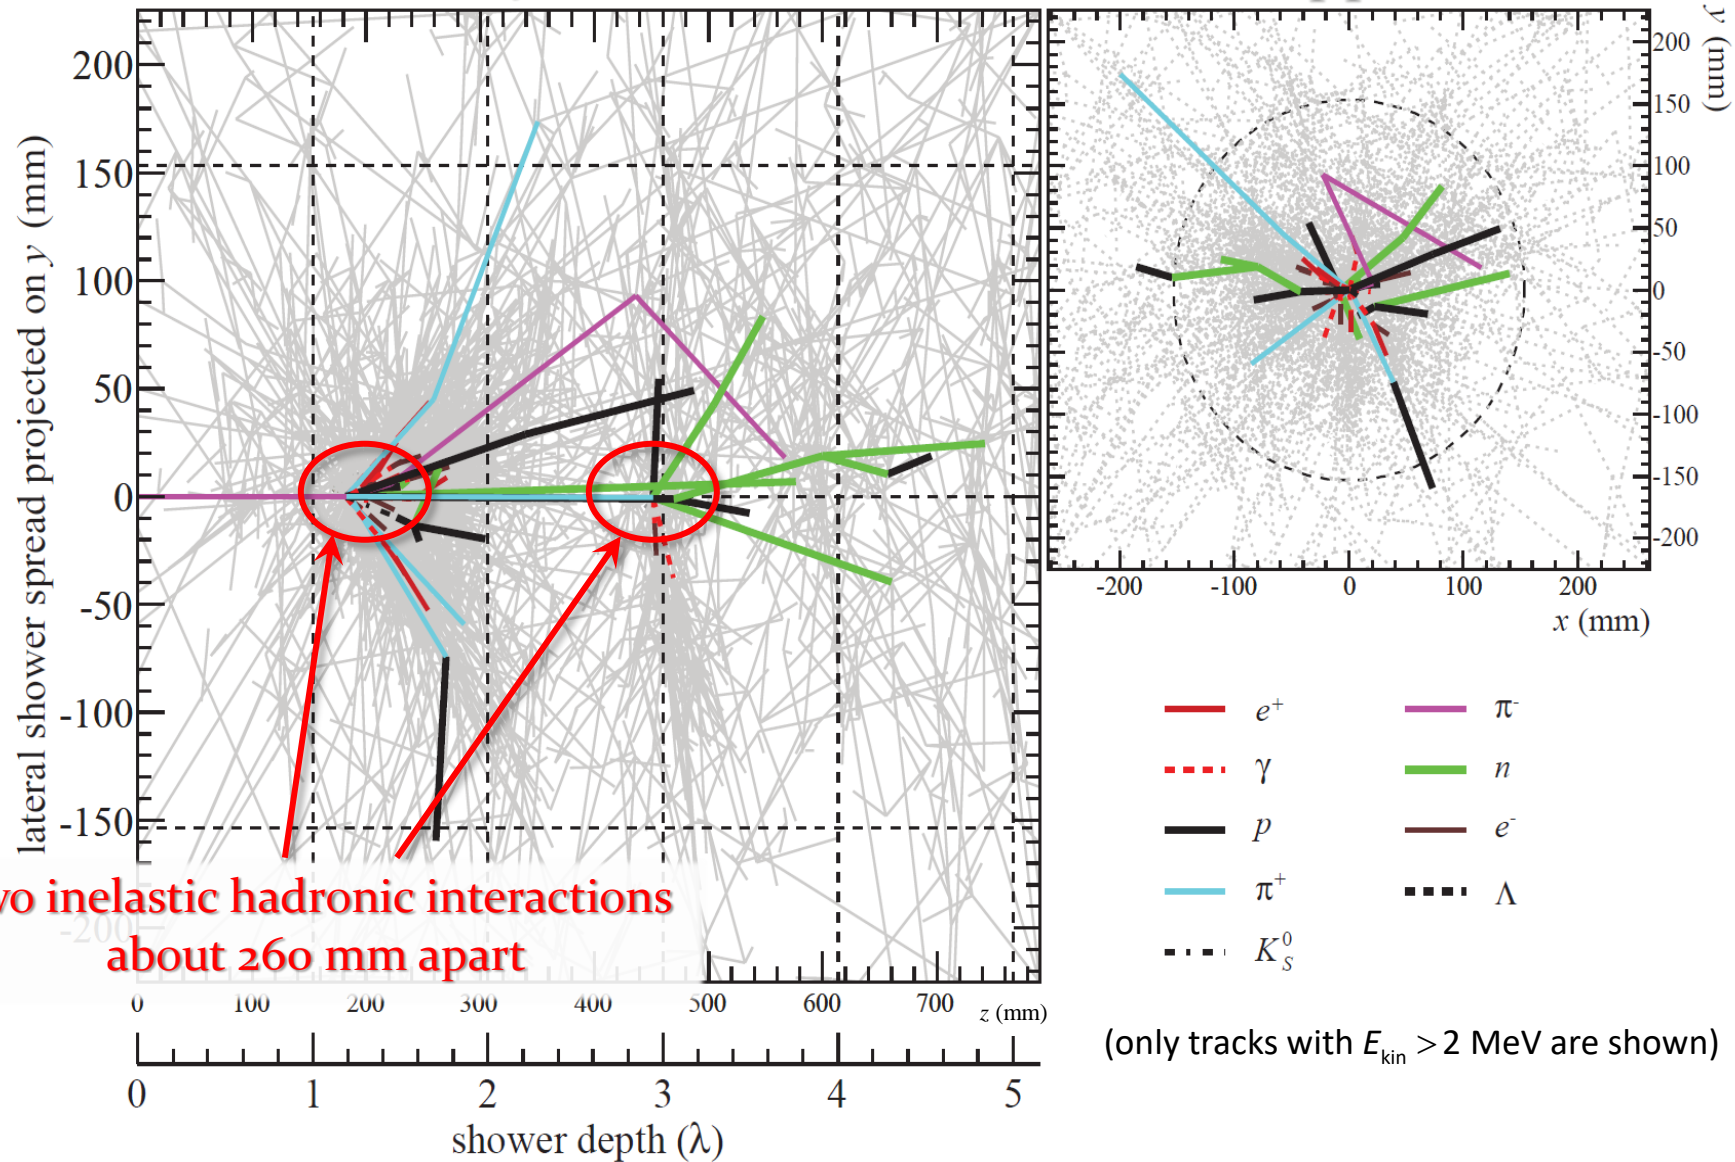 lateral shower spread projected on y (mm)
200
150
100
50
0
-50
-100
-150
-200
inelastic hadronic interactions
about 260 mm apart
0 100 200 300 400 500 600 700 z (mm)
0 1 2 3 4 5
shower depth (λ)
y (mm)
200
150
100
50
0
-50
-100
-150
-200
-200 -100 0 100 200
x (mm)
e+ π-
γ n
p e-
π+ Λ
K0S
(only tracks with Ekin > 2 MeV are shown)